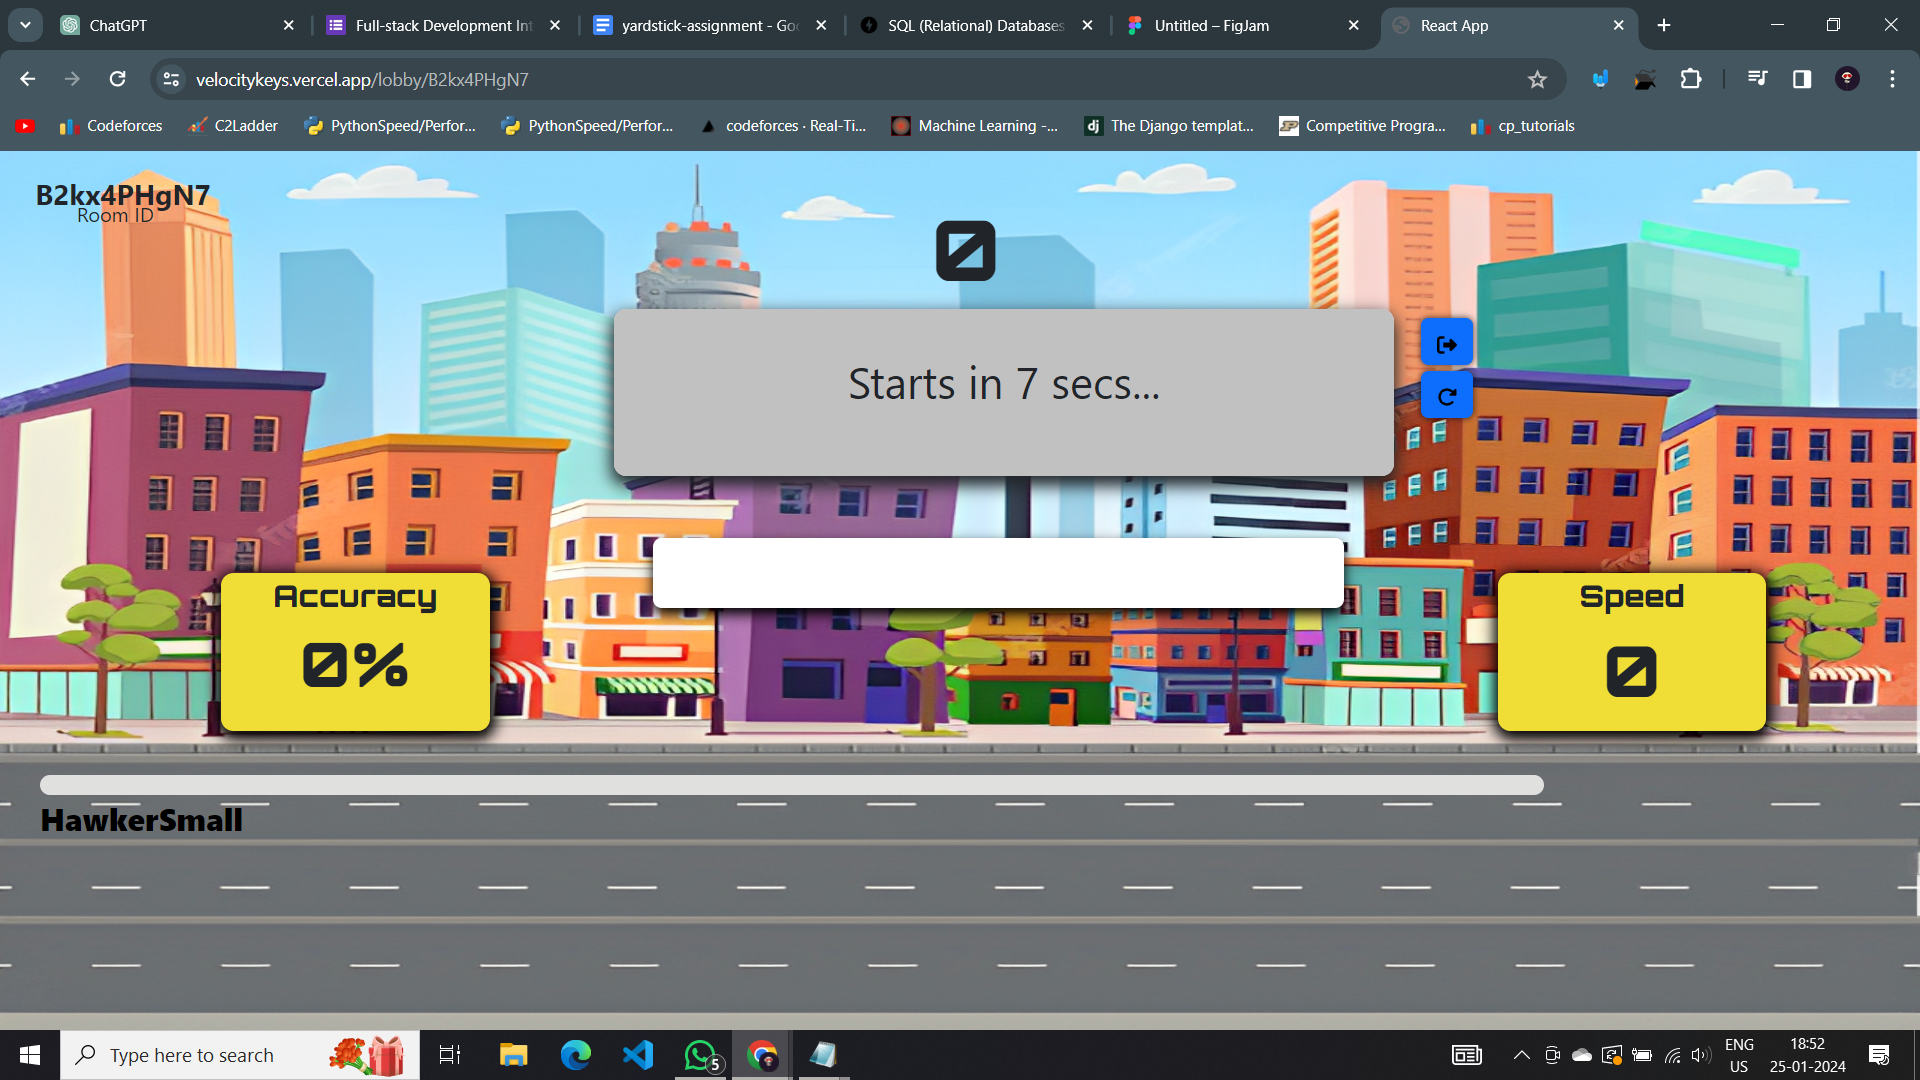 ChatGPT
Full-stack Development Int
yardstick-assignment - Goo
SQL (Relational) Databases
Untitled – FigJam
React App
velocitykeys.vercel.app/lobby/B2kx4PHgN7
Codeforces
C2Ladder
PythonSpeed/Perfor...
PythonSpeed/Perfor...
codeforces · Real-Ti...
Machine Learning -...
dj
The Django templat...
Competitive Progra...
cp_tutorials
B2kx4PHgN7
Room ID
0
Starts in 7 secs...
Accuracy
0%
Speed
0
HawkerSmall
Type here to search
5
ENG
US
18:52
25-01-2024